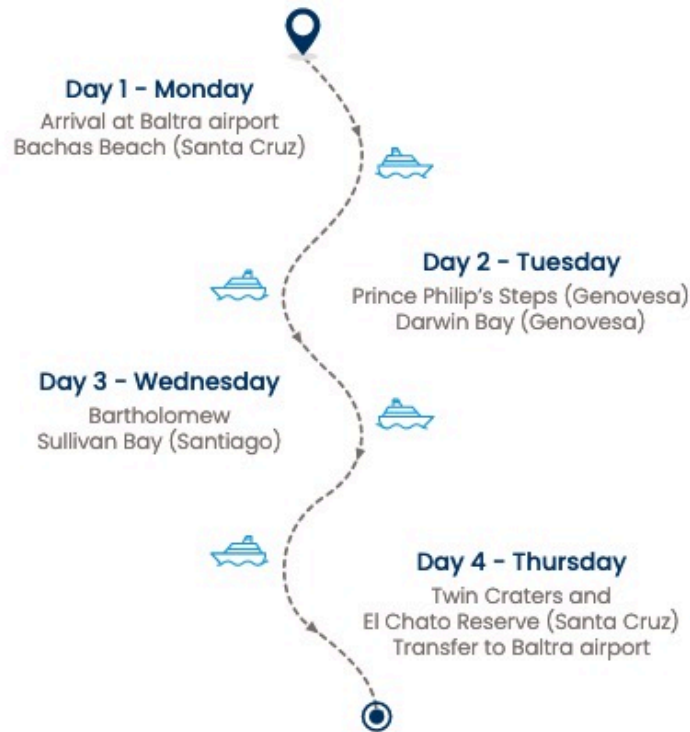 Day 1 - Monday
Arrival at Baltra airport
Bachas Beach (Santa Cruz)
Day 2 - Tuesday
Prince Philip's Steps (Genovesa)
Darwin Bay (Genovesa)
Day 3 - Wednesday
Bartholomew
Sullivan Bay (Santiago)
Day 4 - Thursday
Twin Craters and
El Chato Reserve (Santa Cruz)
Transfer to Baltra airport